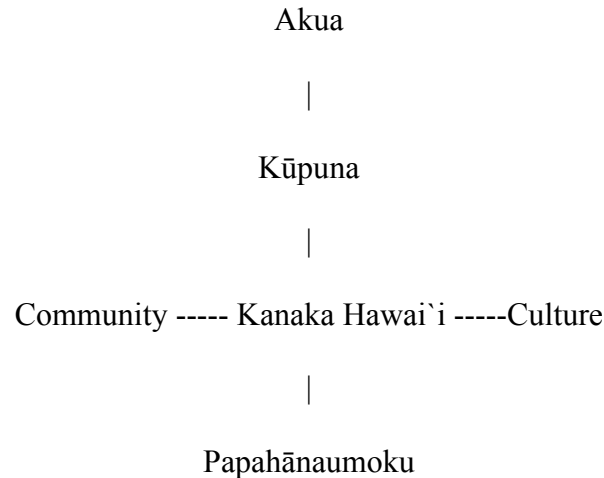 Akua
|
Kūpuna
|
Community ----- Kanaka Hawai`i -----Culture
|
Papahānaumoku